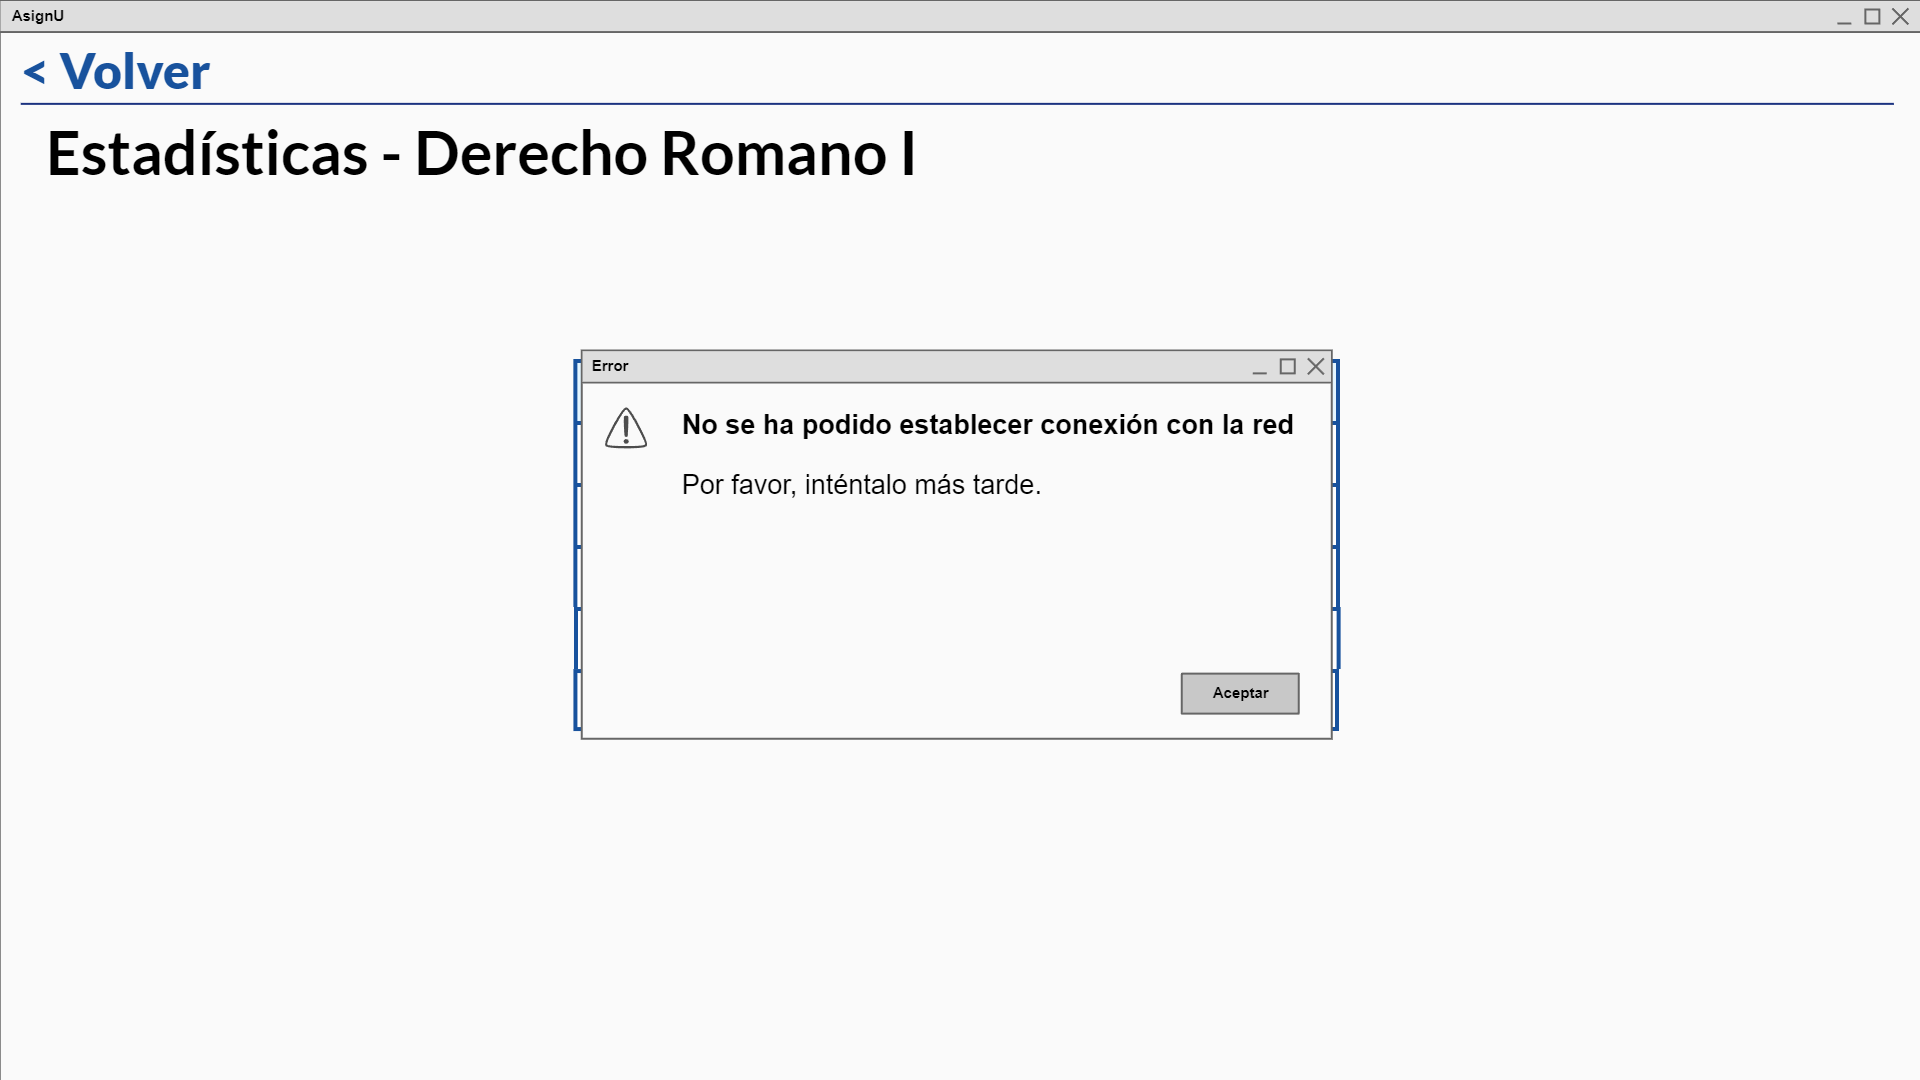 AsignU
< Volver
Estadísticas - Derecho Romano I
Error
No se ha podido establecer conexión con la red
Por favor, inténtalo más tarde.
Aceptar